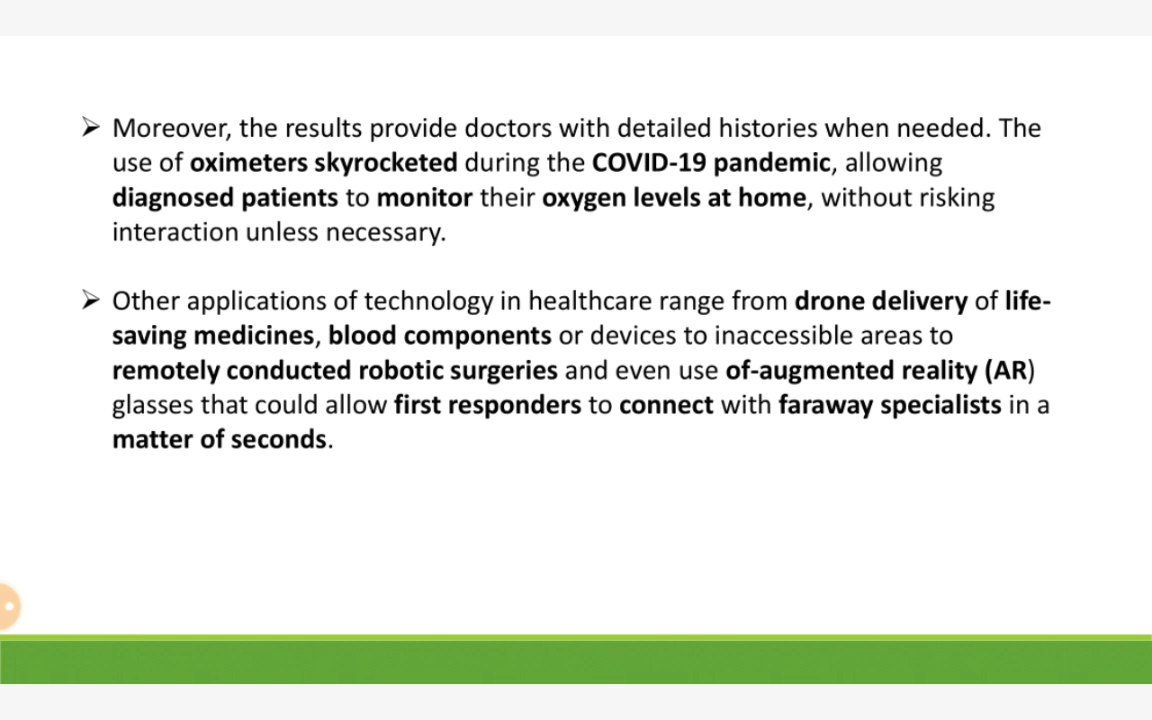 ➢ Moreover, the results provide doctors with detailed histories when needed. The
use of oximeters skyrocketed during the COVID-19 pandemic, allowing
diagnosed patients to monitor their oxygen levels at home, without risking
interaction unless necessary.
➢ Other applications of technology in healthcare range from drone delivery of life-
saving medicines, blood components or devices to inaccessible areas to
remotely conducted robotic surgeries and even use of-augmented reality (AR)
glasses that could allow first responders to connect with faraway specialists in a
matter of seconds.